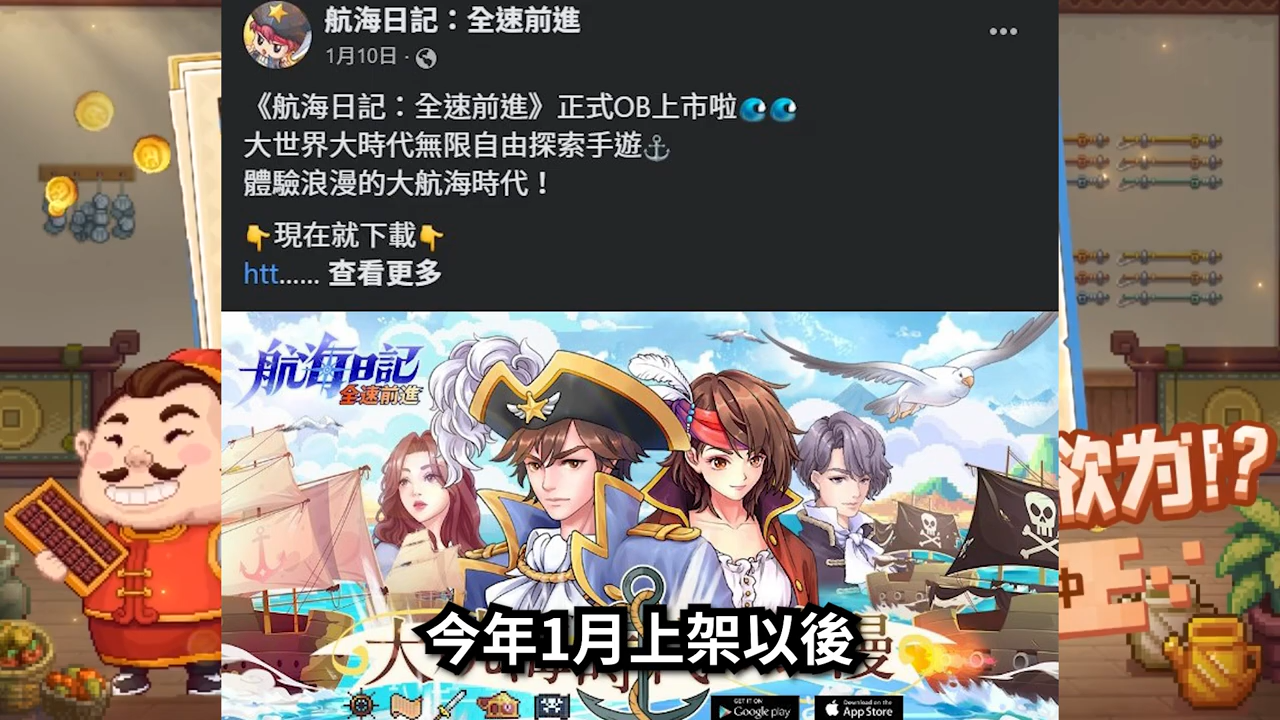 航海日記：全速前進
1月10日 ·
《航海日記：全速前進》正式OB上市啦🌊🌊
大世界大時代無限自由探索手遊⚓
體驗浪漫的大航海時代！
👇現在就下載👇
htt...... 查看更多
航海日記
全速前進
欲为!?
今年1月上架以後
GET IT ON
Google play
Download on the
App Store